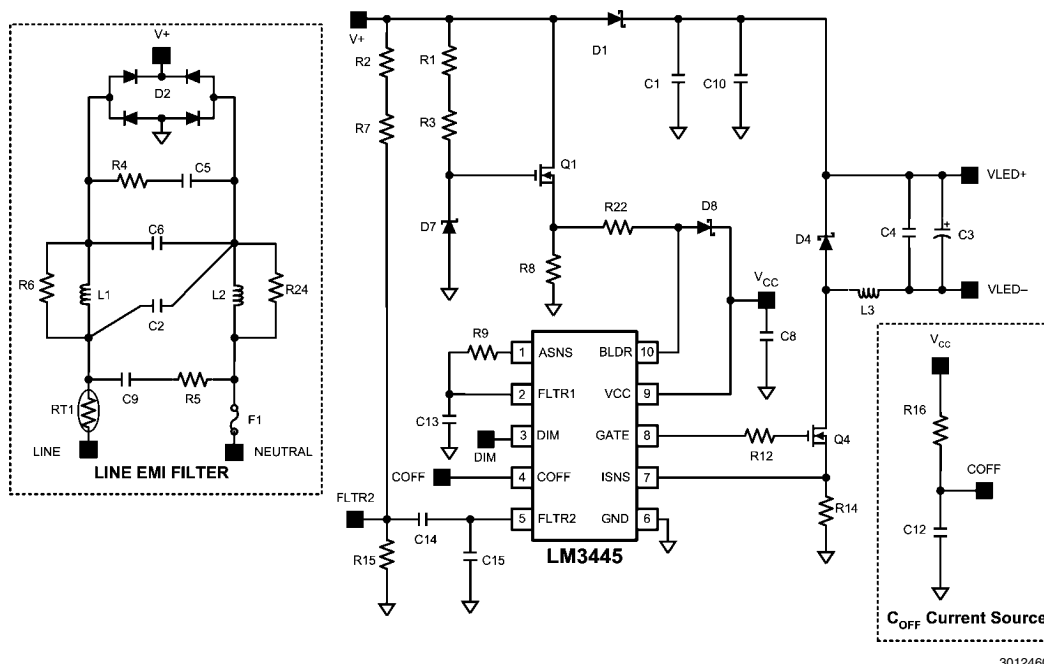 V+
D2
R4
C5
C6
R6
L1
L2
R24
C2
C9
R5
RT1
F1
LINE
NEUTRAL
LINE EMI FILTER
V+
D1
R2
R1
C1
C10
R7
R3
Q1
D7
R22
D8
R8
D4
C4
C3
VLED+
VLED–
L3
VCC
C8
R9
1
ASNS
BLDR
10
2
FLTR1
VCC
9
C13
3
DIM
GATE
8
DIM
R12
Q4
COFF
4
COFF
ISNS
7
FLTR2
5
FLTR2
GND
6
C14
R15
C15
R14
LM3445
VCC
R16
COFF
C12
COFF Current Source
3012460